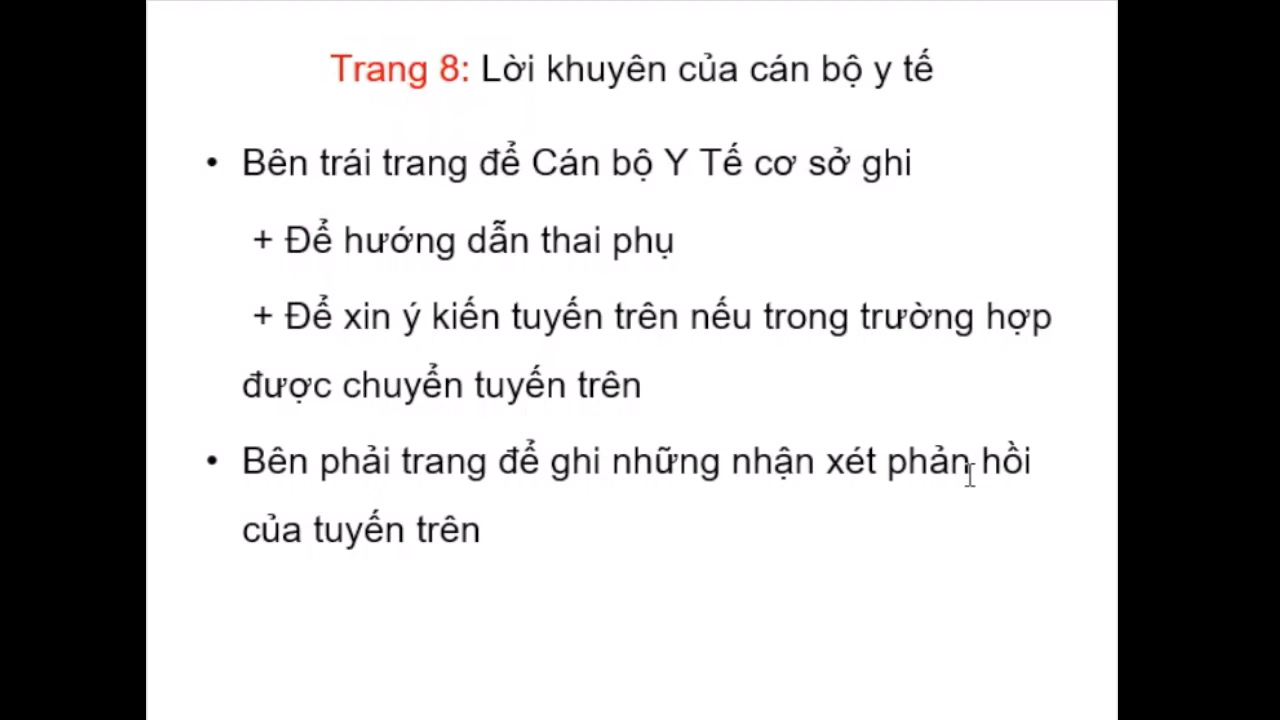 Trang 8: Lời khuyên của cán bộ y tế
• Bên trái trang để Cán bộ Y Tế cơ sở ghi
+ Để hướng dẫn thai phụ
+ Để xin ý kiến tuyến trên nếu trong trường hợp
được chuyển tuyến trên
• Bên phải trang để ghi những nhận xét phản hồi
của tuyến trên